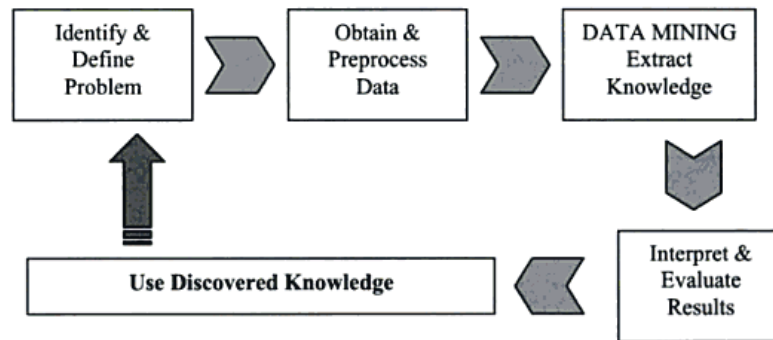 Identify &
Define
Problem
Obtain &
Preprocess
Data
DATA MINING
Extract
Knowledge
Interpret &
Evaluate
Results
Use Discovered Knowledge